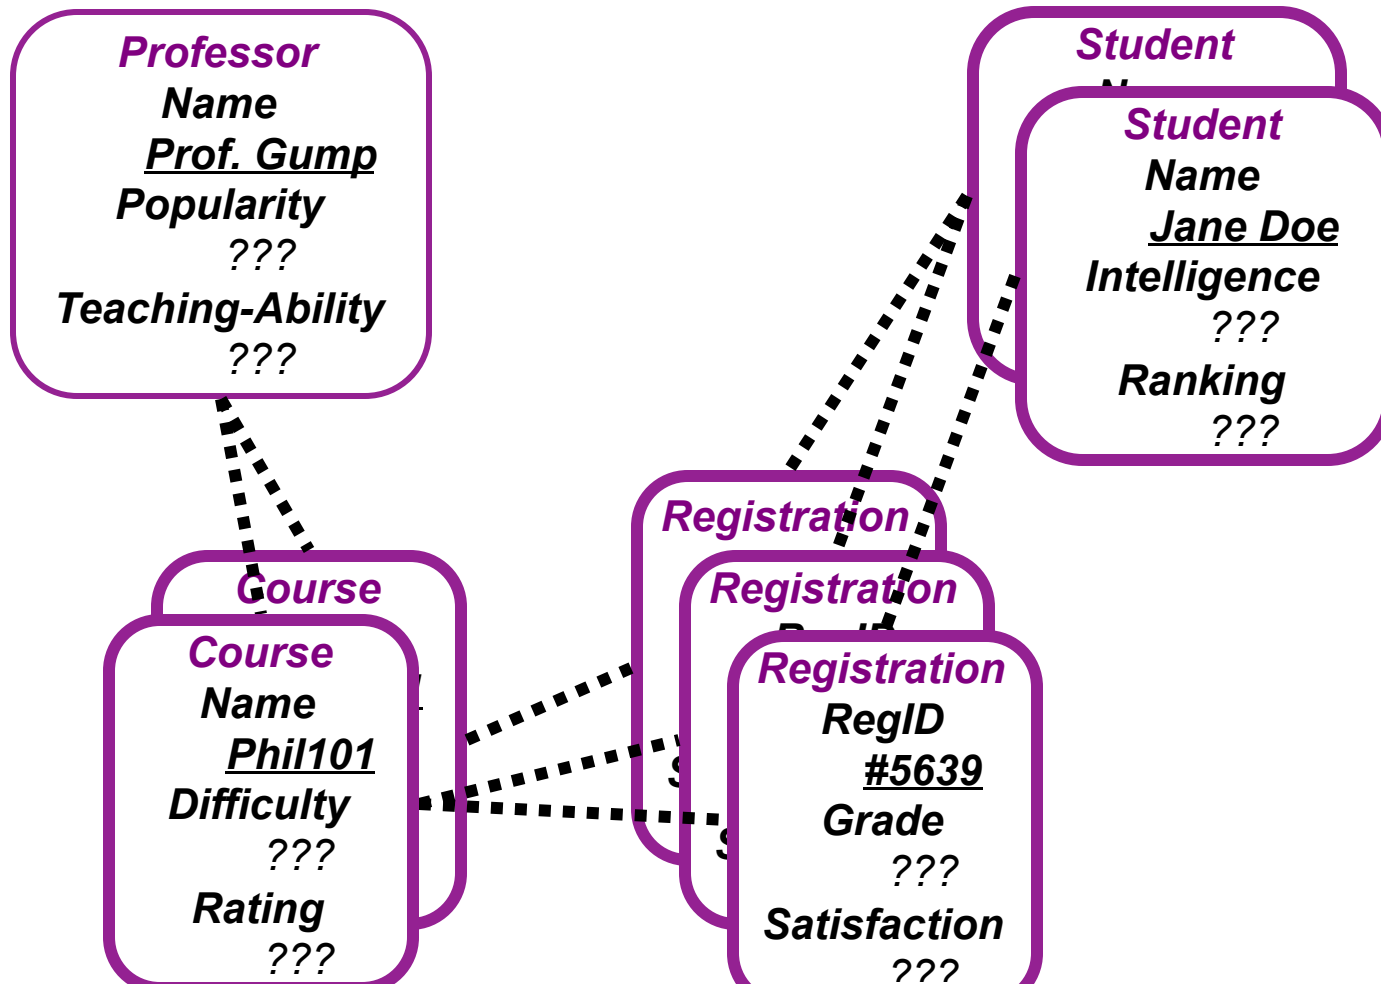 Professor
Name
Prof. Gump
Popularity
???
Teaching-Ability
???
Student
Student
Name
Jane Doe
Intelligence
???
Ranking
???
Course
Course
Name
Phil101
Difficulty
???
Rating
???
Registration
Registration
RegID
Registration
RegID
#5639
Grade
???
Satisfaction
???